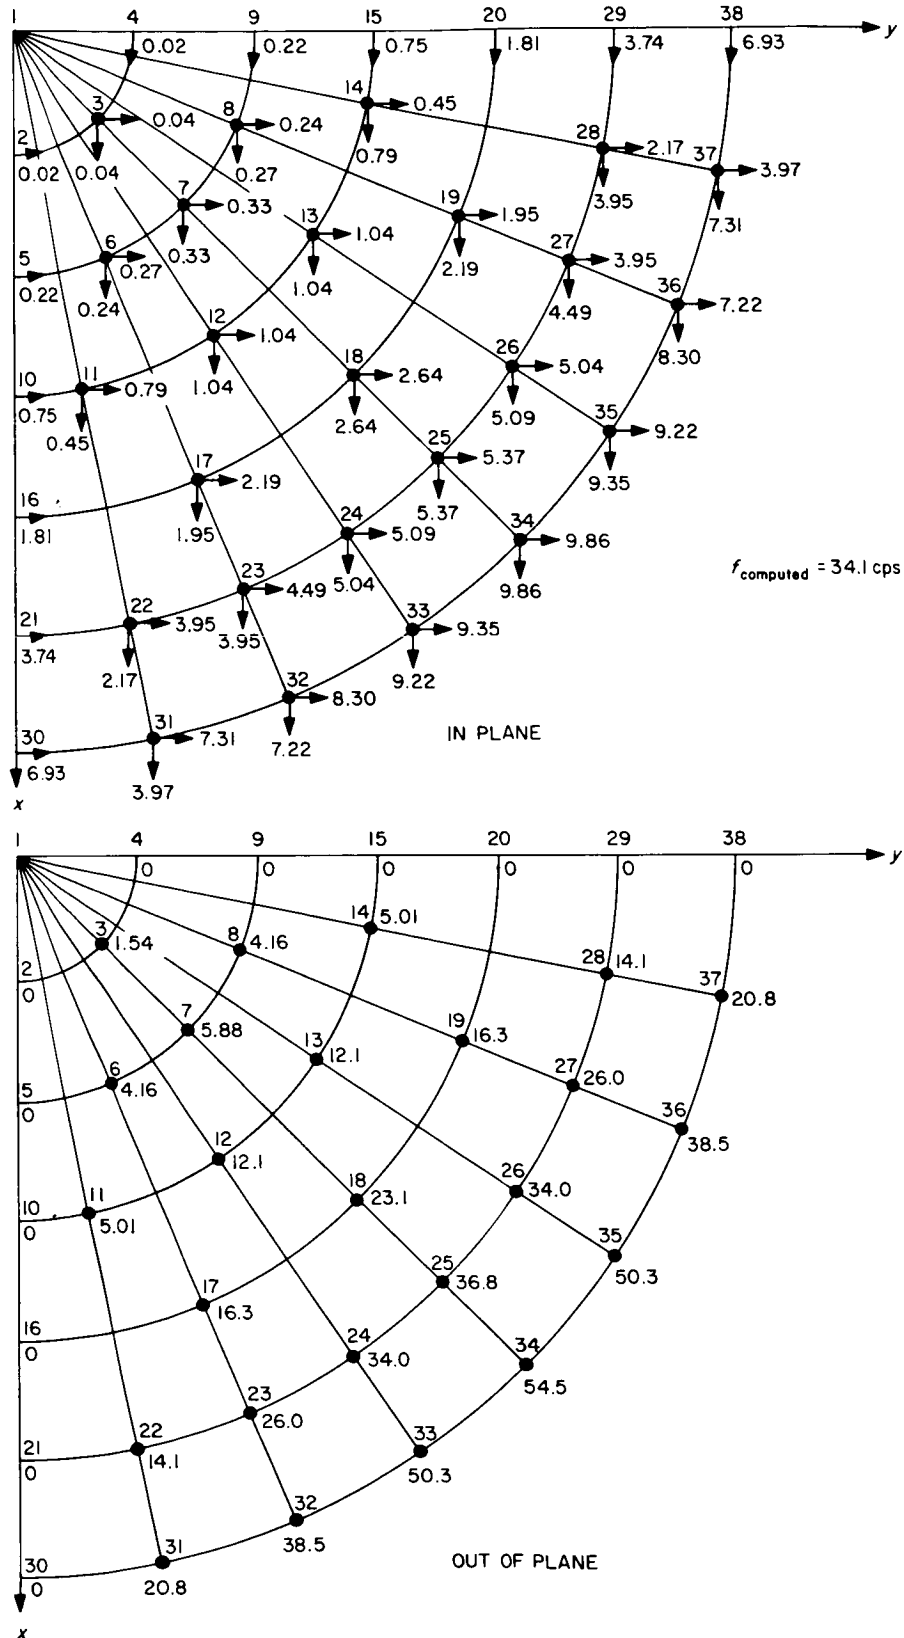 1 4 9 15 20 29 38
0.02 0.22 0.75 1.81 3.74 6.93 y
14 0.45
3 0.04 8 0.24 0.79 28 2.17 37 3.97
2 0.02 0.04 0.27 3.95 7.31
7 0.33 19 1.95
6 0.27 0.33 13 1.04 2.19 27 3.95
5 0.22 0.24 1.04 4.49 36 7.22
12 1.04 8.30
10 11 0.79 1.04 18 2.64 26 5.04
0.75 0.45 2.64 5.09 35 9.22
17 2.19 25 5.37 9.35
16 1.81 1.95 24 5.09 5.37 34 9.86
23 4.49 5.04 9.86
f computed = 34.1 cps
21 22 3.95 3.95 33 9.35
3.74 2.17 9.22
32 8.30
30 31 7.31 7.22
6.93 3.97
IN PLANE
x
1 4 9 15 20 29 38
0 0 0 0 0 0 y
14 5.01
3 1.54 8 4.16 28 14.1 37 20.8
2 0
7 5.88 19 16.3
6 4.16 13 12.1 27 26.0
5 0 36 38.5
12 12.1
10 0 11 5.01 18 23.1 26 34.0
35 50.3
17 16.3 25 36.8
16 0 24 34.0 34 54.5
23 26.0
21 0 22 14.1 33 50.3
32 38.5
30 0 31 20.8
OUT OF PLANE
x